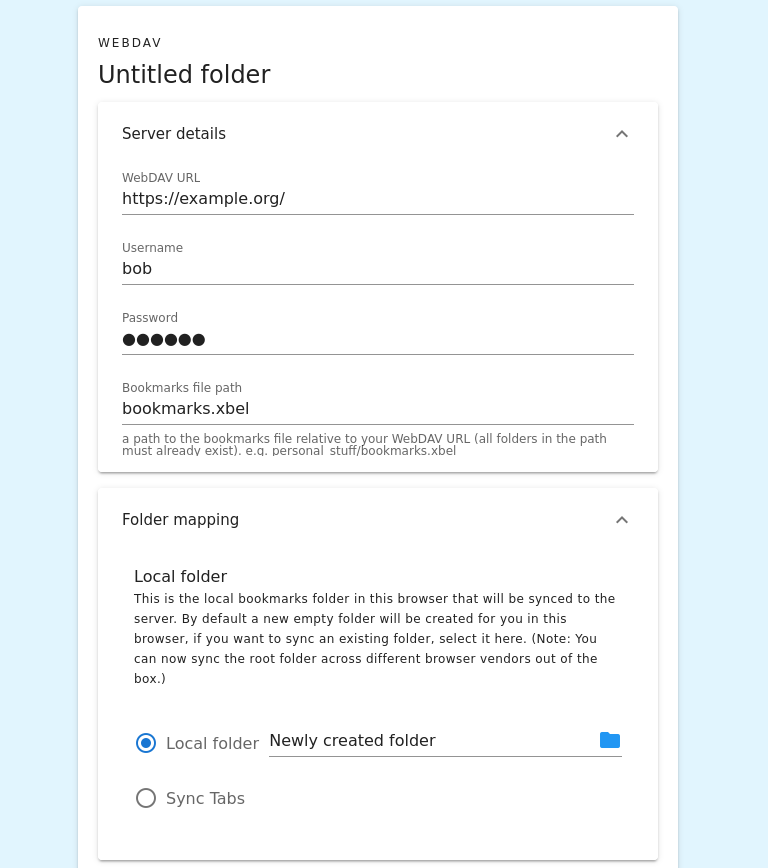 WEBDAV
Untitled folder
Server details
WebDAV URL
https://example.org/
Username
bob
Password
●●●●●●
Bookmarks file path
bookmarks.xbel
a path to the bookmarks file relative to your WebDAV URL (all folders in the path
must already exist). e.g. personal_stuff/bookmarks.xbel
Folder mapping
Local folder
This is the local bookmarks folder in this browser that will be synced to the
server. By default a new empty folder will be created for you in this
browser, if you want to sync an existing folder, select it here. (Note: You
can now sync the root folder across different browser vendors out of the
box.)
Local folder Newly created folder
Sync Tabs